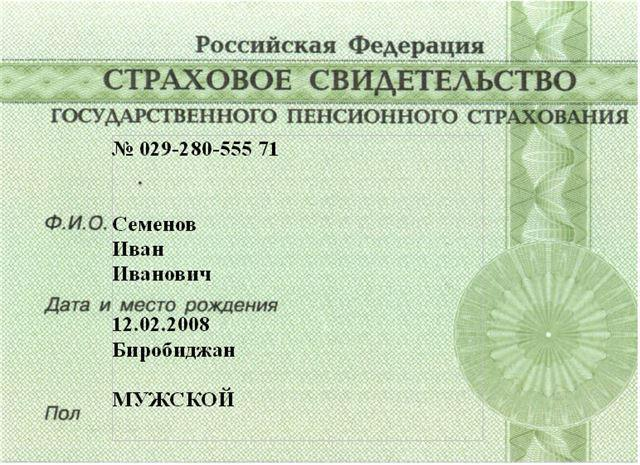 Российская Федерация
СТРАХОВОЕ СВИДЕТЕЛЬСТВО
ГОСУДАРСТВЕННОГО ПЕНСИОННОГО СТРАХОВАНИЯ
№ 029-280-555 71
Ф.И.О. Семенов
Иван
Иванович
Дата и место рождения
12.02.2008
Биробиджан
МУЖСКОЙ
Пол